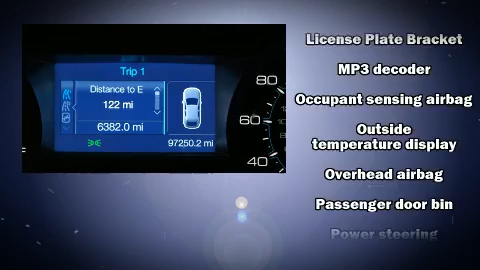 Trip 1
Distance to E
122 mi
6382.0 mi
97250.2 mi
80
60
40
License Plate Bracket
MP3 decoder
Occupant sensing airbag
Outside
temperature display
Overhead airbag
Passenger door bin
Power steering